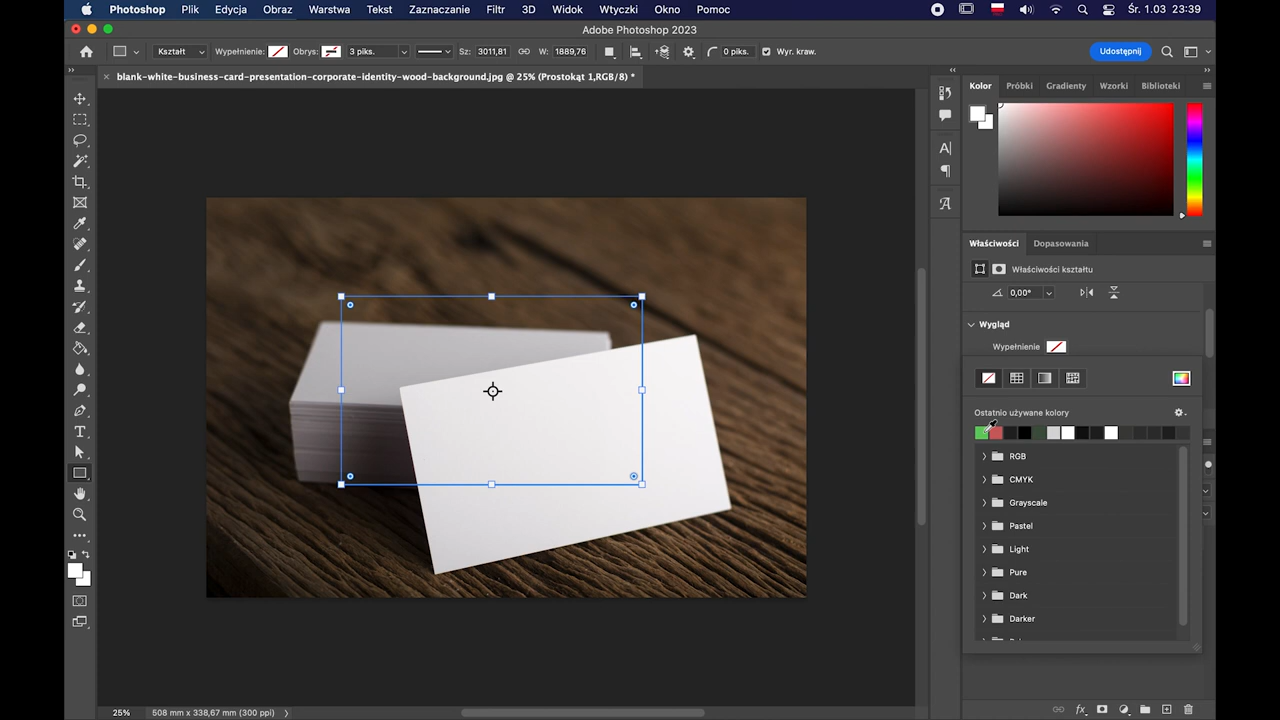 Photoshop Plik Edycja Obraz Warstwa Tekst Zaznaczanie Filtr 3D Widok Wtyczki Okno Pomoc Śr. 1.03 23:39
Adobe Photoshop 2023
Kształt Wypełnienie: Obrys: 3 piks. Sz: 3011,81 W: 1889,76 0 piks. Wyr. kraw. Udostępnij
blank-white-business-card-presentation-corporate-identity-wood-background.jpg @ 25% (Prostokąt 1,RGB/8) *
Kolor Próbki Gradienty Wzorki Biblioteki
Właściwości Dopasowania
Właściwości kształtu
0,00°
Wygląd
Wypełnienie
Ostatnio używane kolory
RGB
CMYK
Grayscale
Pastel
Light
Pure
Dark
Darker
25% 508 mm x 338,67 mm (300 ppi)